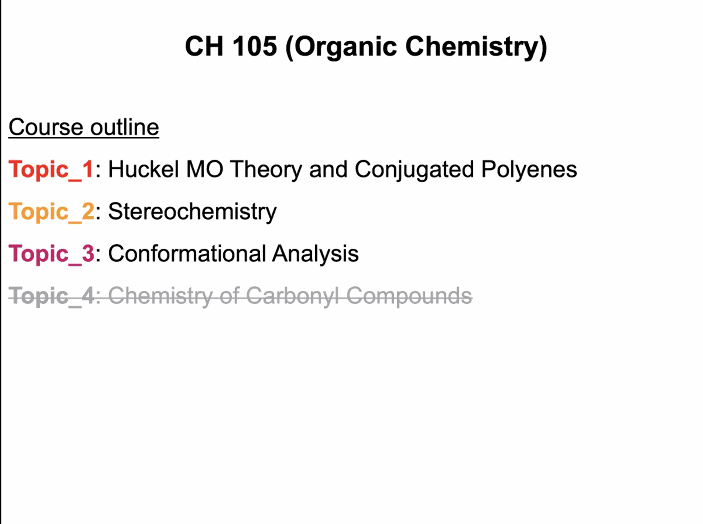 CH 105 (Organic Chemistry)
Course outline
Topic_1: Huckel MO Theory and Conjugated Polyenes
Topic_2: Stereochemistry
Topic_3: Conformational Analysis
Topic_4: Chemistry of Carbonyl Compounds